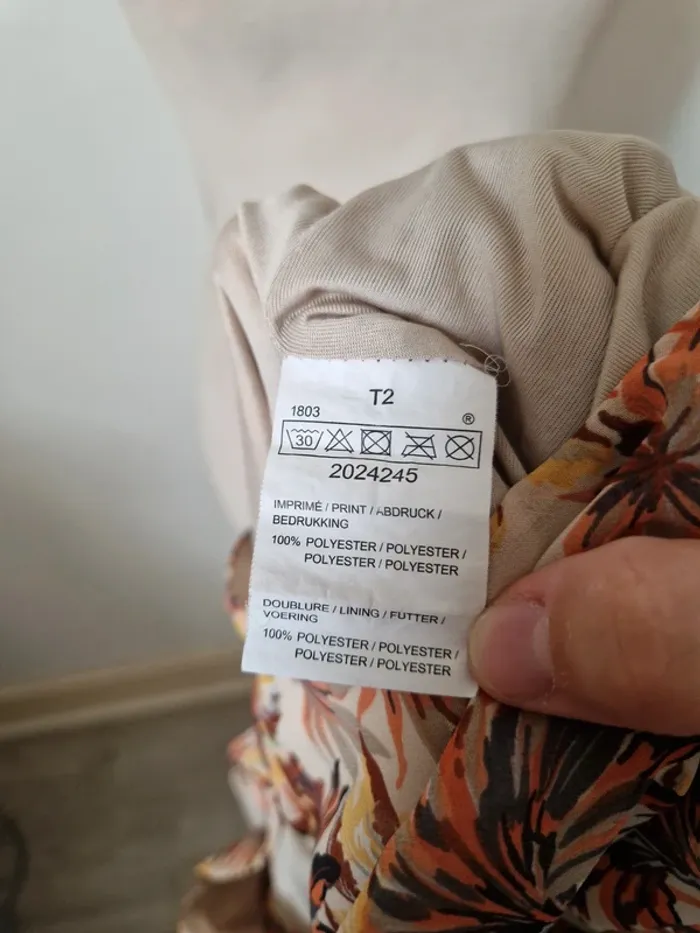 T2
1803 ®
30
2024245
IMPRIMÉ / PRINT / ABDRUCK /
BEDRUKKING
100% POLYESTER / POLYESTER /
POLYESTER / POLYESTER
DOUBLURE / LINING / FUTTER /
VOERING
100% POLYESTER / POLYESTER /
POLYESTER / POLYESTER